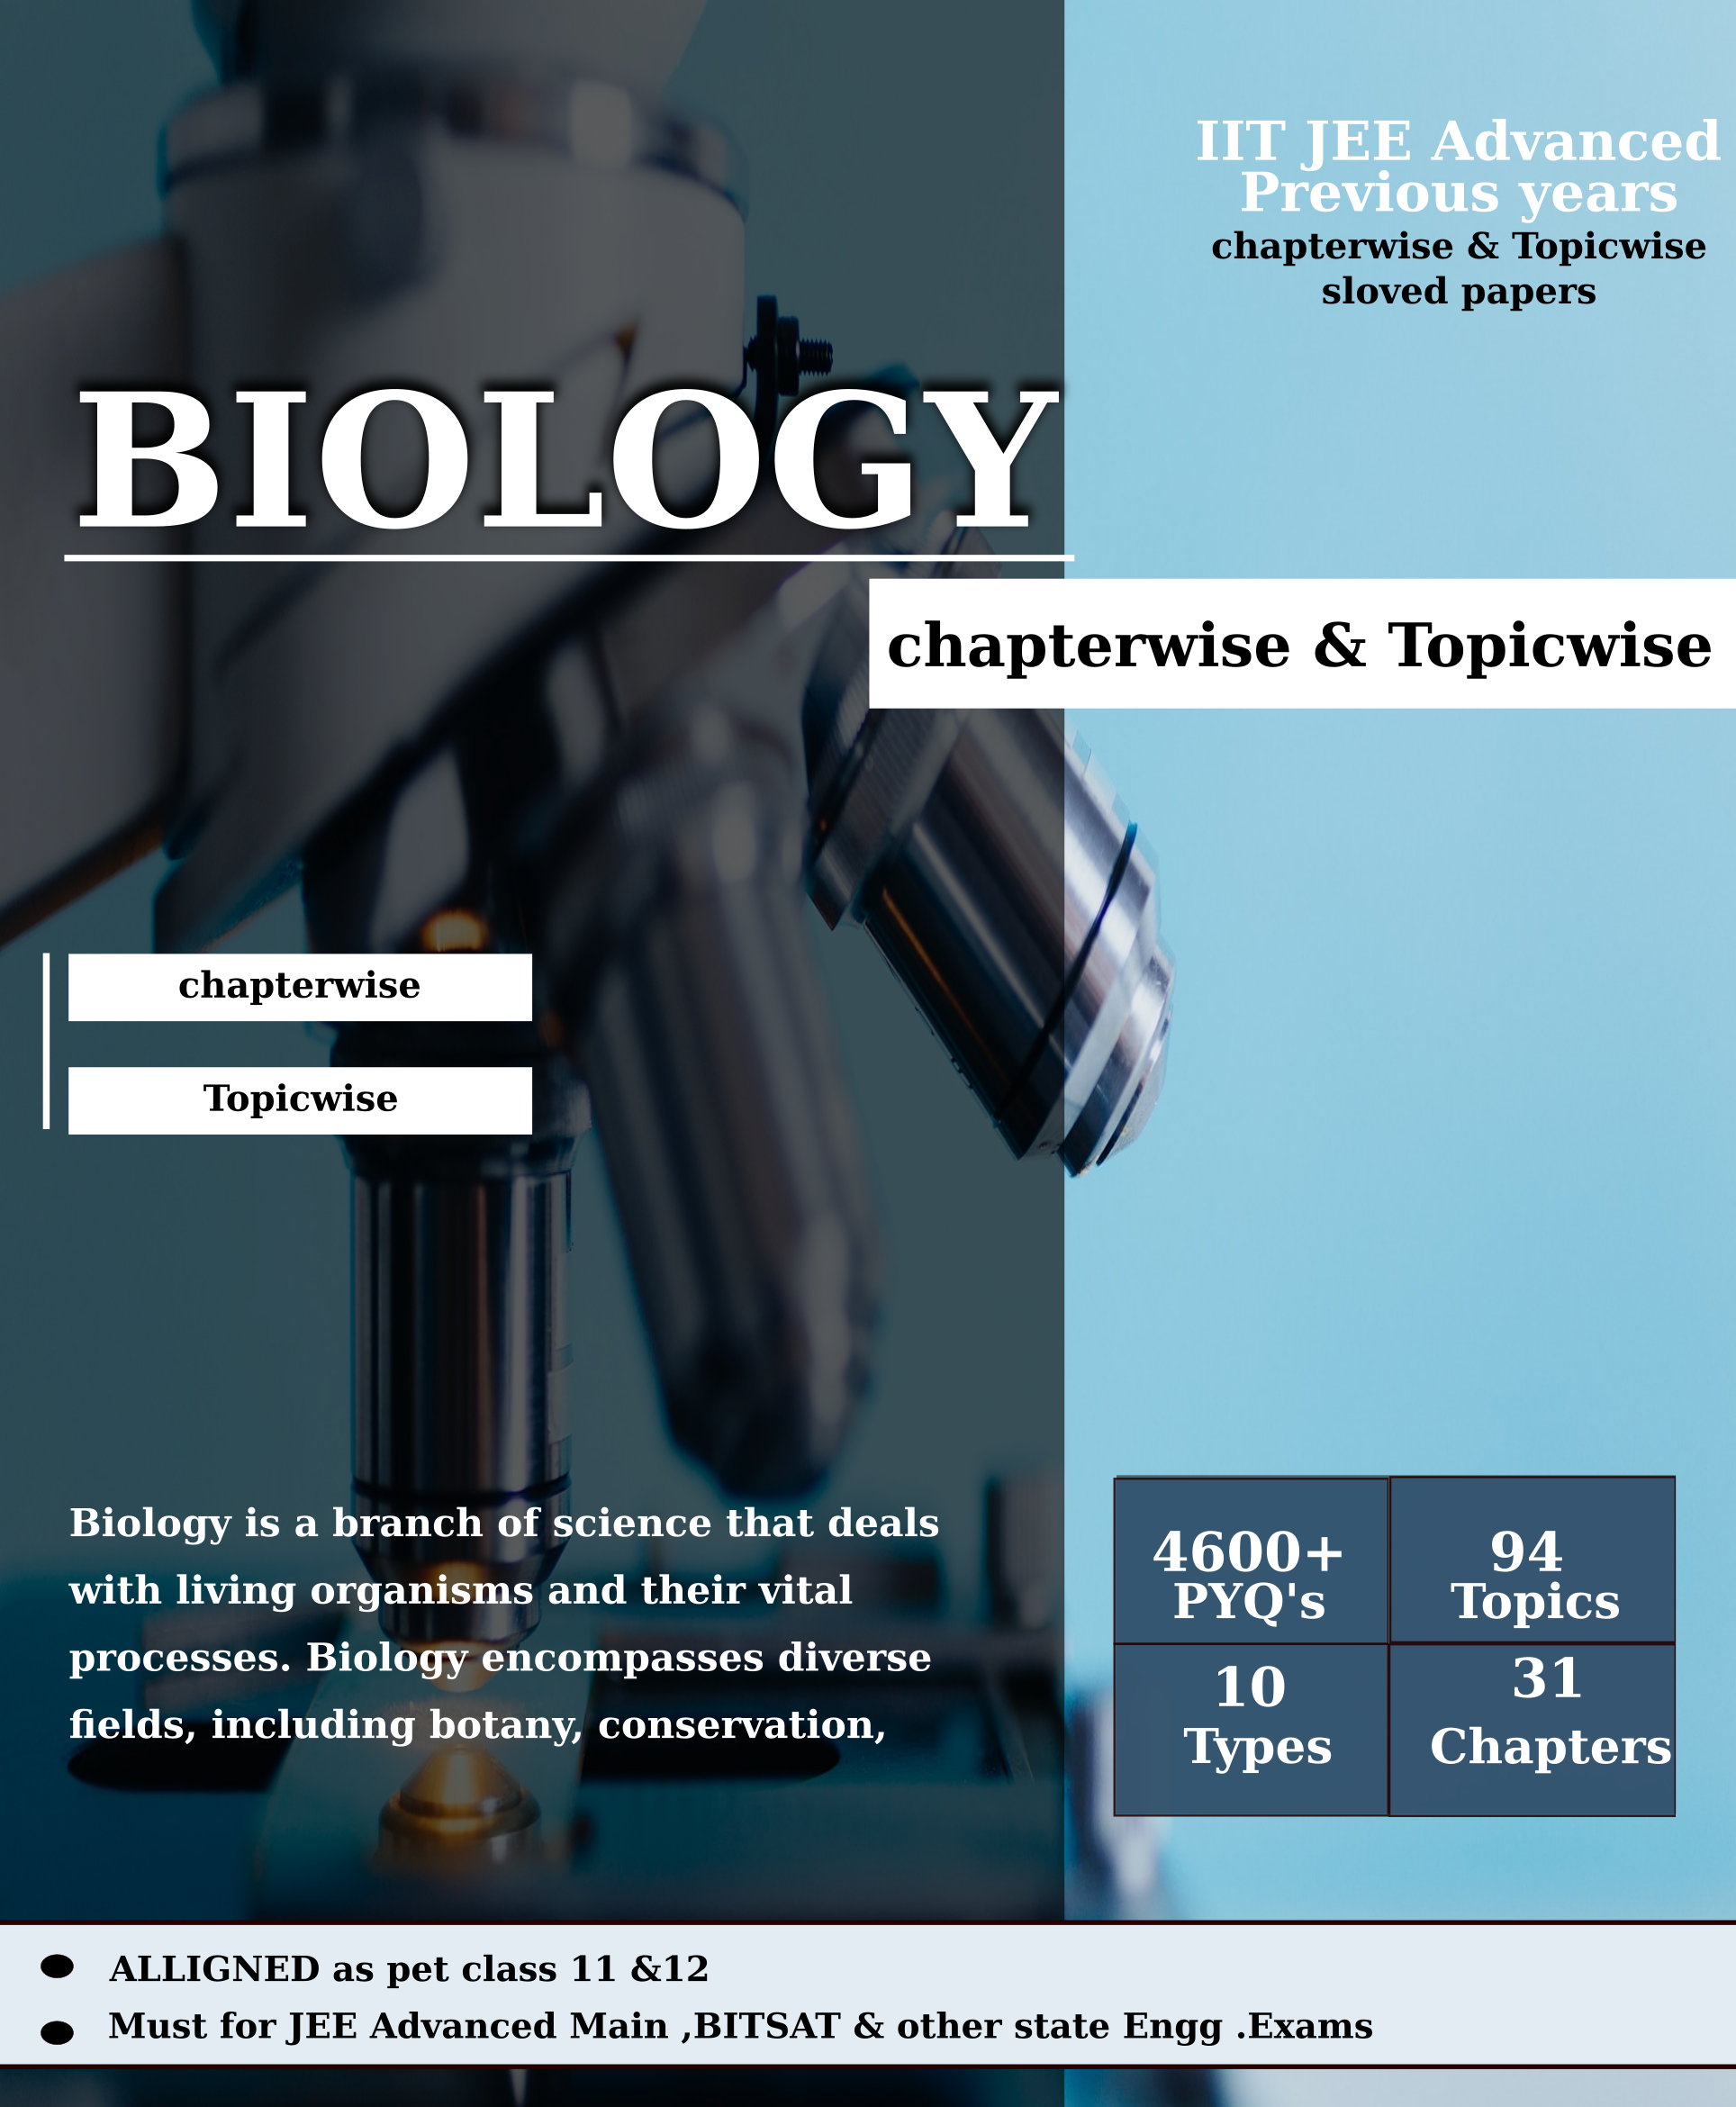 IIT JEE Advanced
Previous years
chapterwise & Topicwise
sloved papers
BIOLOGY
chapterwise & Topicwise
chapterwise
Topicwise
Biology is a branch of science that deals
with living organisms and their vital
processes. Biology encompasses diverse
fields, including botany, conservation,
4600+
PYQ's
94
Topics
10
Types
31
Chapters
ALLIGNED as pet class 11 &12
Must for JEE Advanced Main ,BITSAT & other state Engg .Exams